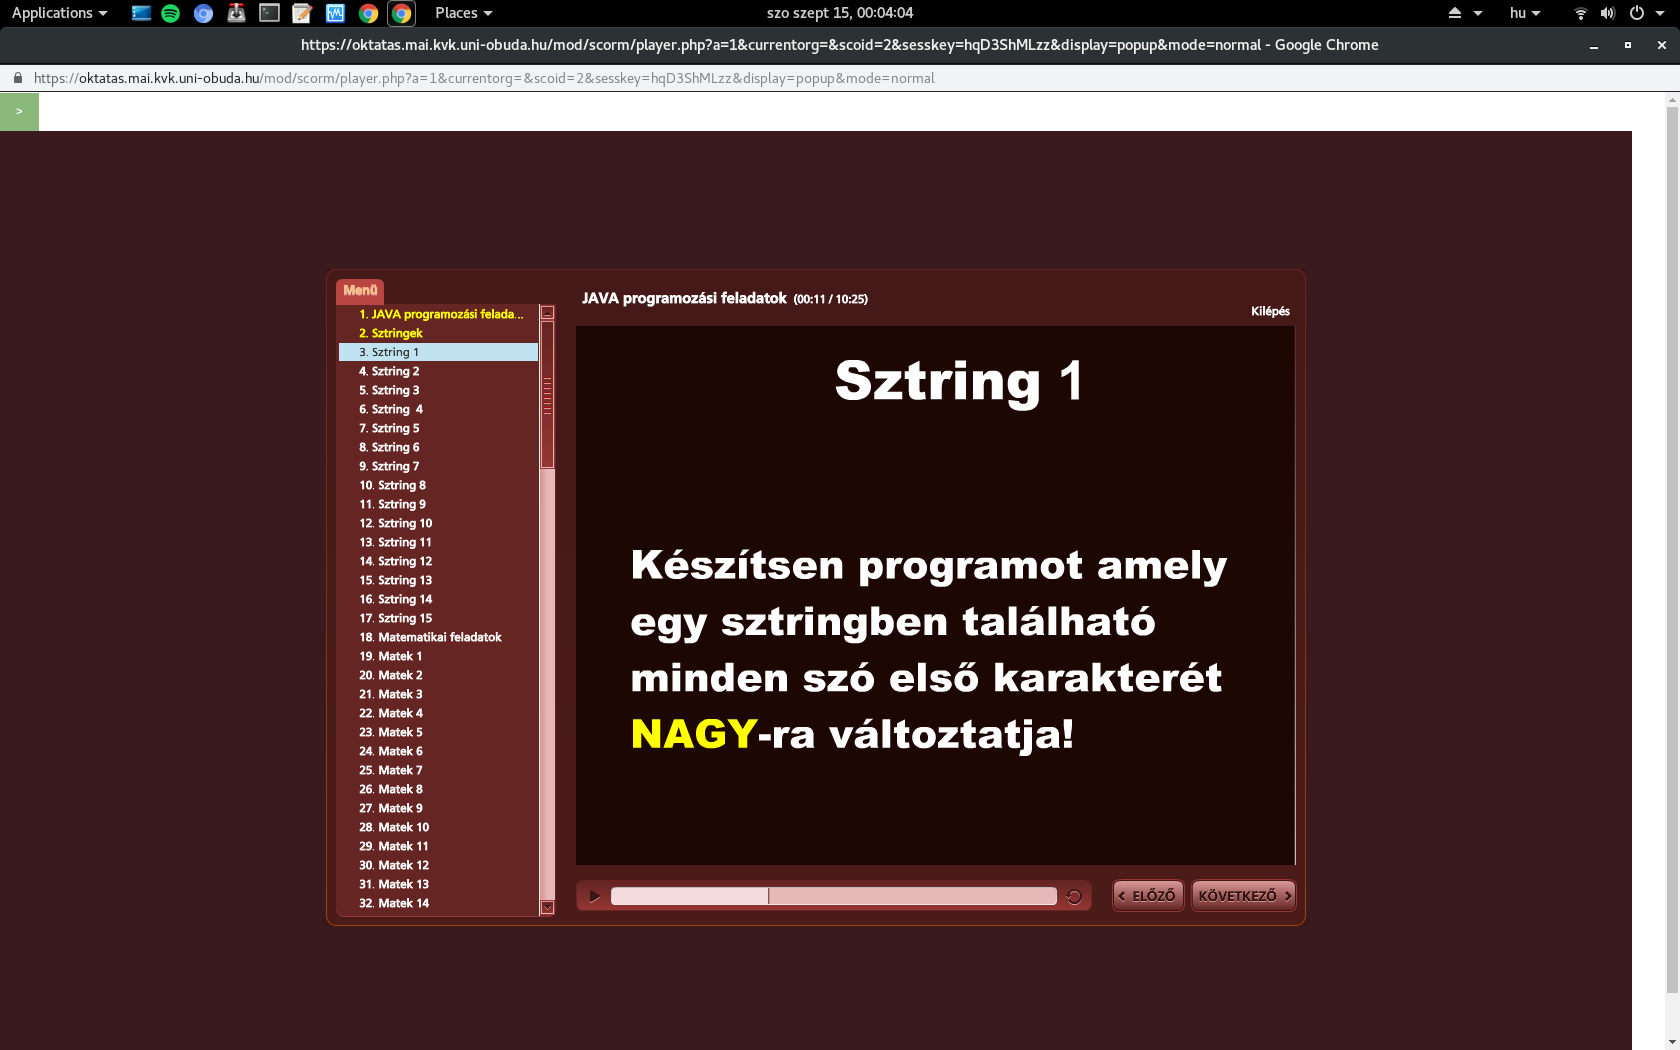 Applications
Places
szo szept 15, 00:04:04
hu
https://oktatas.mai.kvk.uni-obuda.hu/mod/scorm/player.php?a=1&currentorg=&scoid=2&sesskey=hqD3ShMLzz&display=popup&mode=normal - Google Chrome
https://oktatas.mai.kvk.uni-obuda.hu/mod/scorm/player.php?a=1&currentorg=&scoid=2&sesskey=hqD3ShMLzz&display=popup&mode=normal
>
Menü
1. JAVA programozási felada...
2. Sztringek
3. Sztring 1
4. Sztring 2
5. Sztring 3
6. Sztring  4
7. Sztring 5
8. Sztring 6
9. Sztring 7
10. Sztring 8
11. Sztring 9
12. Sztring 10
13. Sztring 11
14. Sztring 12
15. Sztring 13
16. Sztring 14
17. Sztring 15
18. Matematikai feladatok
19. Matek 1
20. Matek 2
21. Matek 3
22. Matek 4
23. Matek 5
24. Matek 6
25. Matek 7
26. Matek 8
27. Matek 9
28. Matek 10
29. Matek 11
30. Matek 12
31. Matek 13
32. Matek 14
JAVA programozási feladatok (00:11 / 10:25)
Kilépés
Sztring 1
Készítsen programot amely
egy sztringben található
minden szó első karakterét
NAGY-ra változtatja!
< ELŐZŐ
KÖVETKEZŐ >